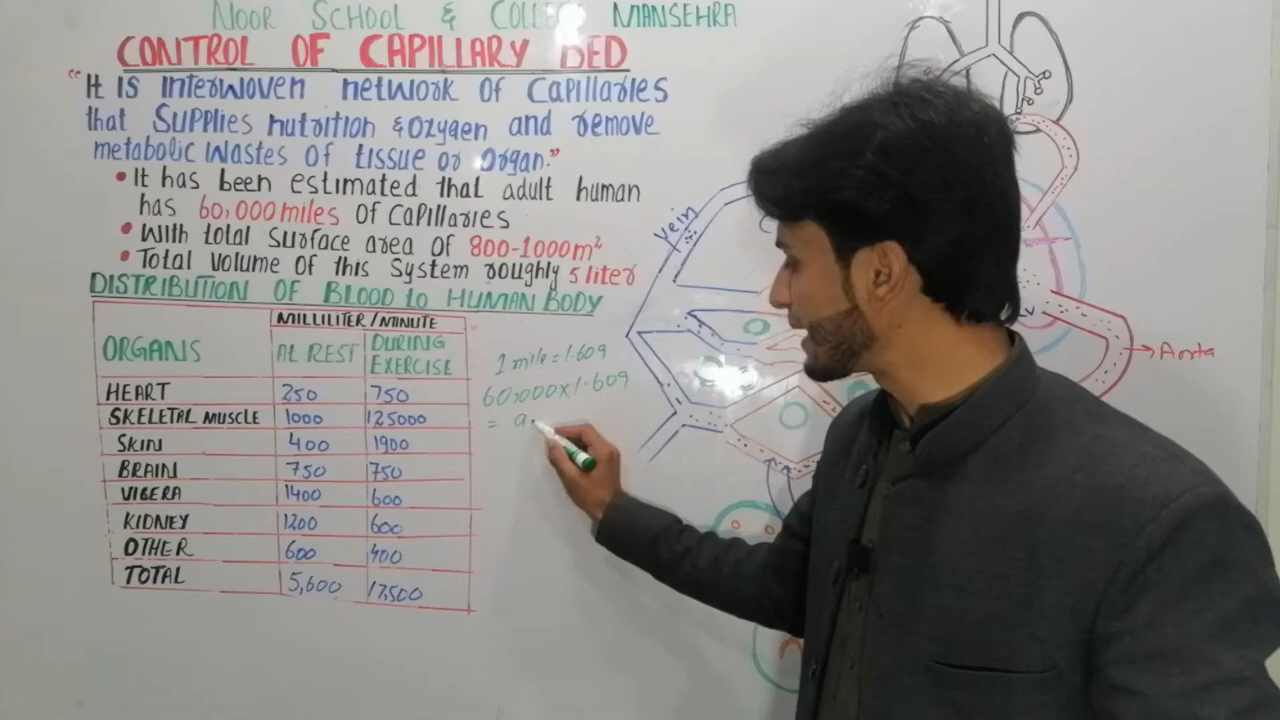 NOOR SCHOOL & COLLE MANSEHRA
CONTROL OF CAPILLARY BED
"It IS Interwoven network OF Capillaries
that Supplies nutrition & Oxygen and remove
metabolic wastes OF tissue or Organ."
• It has been estimated that adult human
has 60,000 miles OF Capillaries
• With total Surface area OF 800-1000m²
• Total Volume OF this System roughly 5 liter
DISTRIBUTION OF BLOOD to HUMAN BODY
ORGANS MILLILITER/MINUTE
AL REST DURING EXERCISE
HEART 250 750
SKELETAL MUSCLE 1000 125000
SKIN 400 1900
BRAIN 750 750
VICERA 1400 600
KIDNEY 1200 600
OTHER 600 400
TOTAL 5,600 17,500
1 mile = 1.609
60,000 x 1.609
= 9
Vein
Aorta